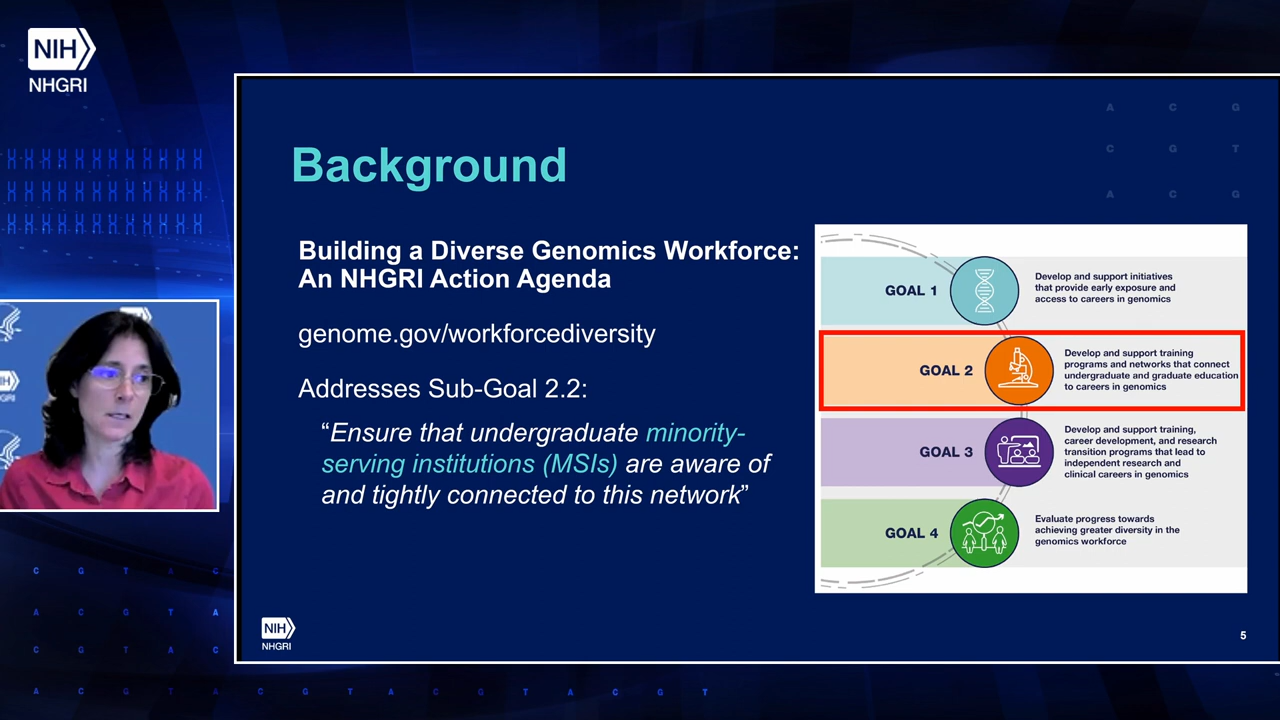 NIH
NHGRI
A C G
C G T
A C G
Background
Building a Diverse Genomics Workforce:
An NHGRI Action Agenda
genome.gov/workforcediversity
Addresses Sub-Goal 2.2:
“Ensure that undergraduate minority-
serving institutions (MSIs) are aware of
and tightly connected to this network”
GOAL 1
Develop and support initiatives
that provide early exposure and
access to careers in genomics
GOAL 2
Develop and support training
programs and networks that connect
undergraduate and graduate education
to careers in genomics
GOAL 3
Develop and support training,
career development, and research
transition programs that lead to
independent research and
clinical careers in genomics
GOAL 4
Evaluate progress towards
achieving greater diversity in the
genomics workforce
NIH
NHGRI
5
C G T A C
A C G T A
C G T A C
A C G T A C G T A C G T A C G T